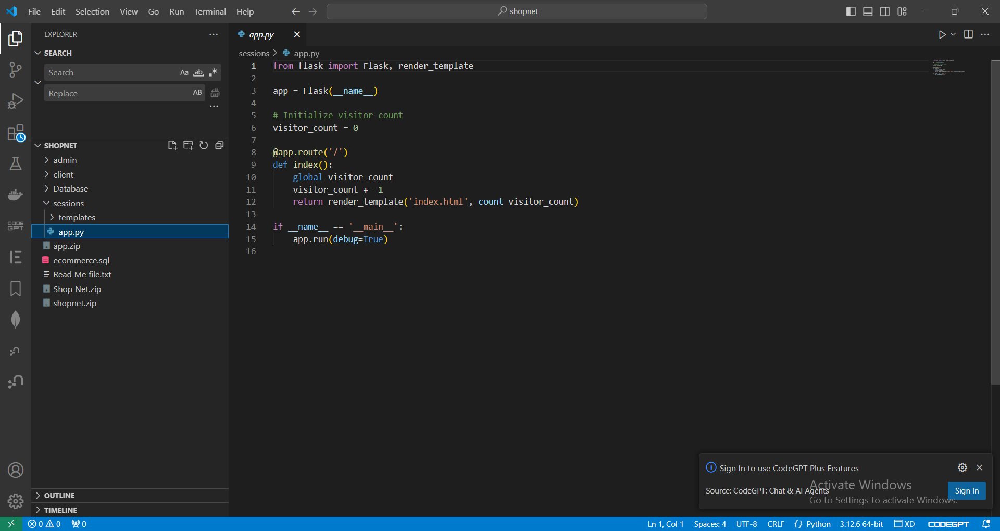 File Edit Selection View Go Run Terminal Help
shopnet
EXPLORER
SEARCH
Search
Aa ab .*
Replace
AB
SHOPNET
admin
client
Database
sessions
templates
app.py
app.zip
ecommerce.sql
Read Me file.txt
Shop Net.zip
shopnet.zip
OUTLINE
TIMELINE
CODE
GPT
app.py
sessions > app.py
1 from flask import Flask, render_template
2
3 app = Flask(__name__)
4
5 # Initialize visitor count
6 visitor_count = 0
7
8 @app.route('/')
9 def index():
10 global visitor_count
11 visitor_count += 1
12 return render_template('index.html', count=visitor_count)
13
14 if __name__ == '__main__':
15 app.run(debug=True)
16
Sign In to use CodeGPT Plus Features
Source: CodeGPT: Chat & AI Agents
Sign In
Activate Windows
Go to Settings to activate Windows.
0 0 0
Ln 1, Col 1 Spaces: 4 UTF-8 CRLF {} Python 3.12.6 64-bit XD CODEGPT